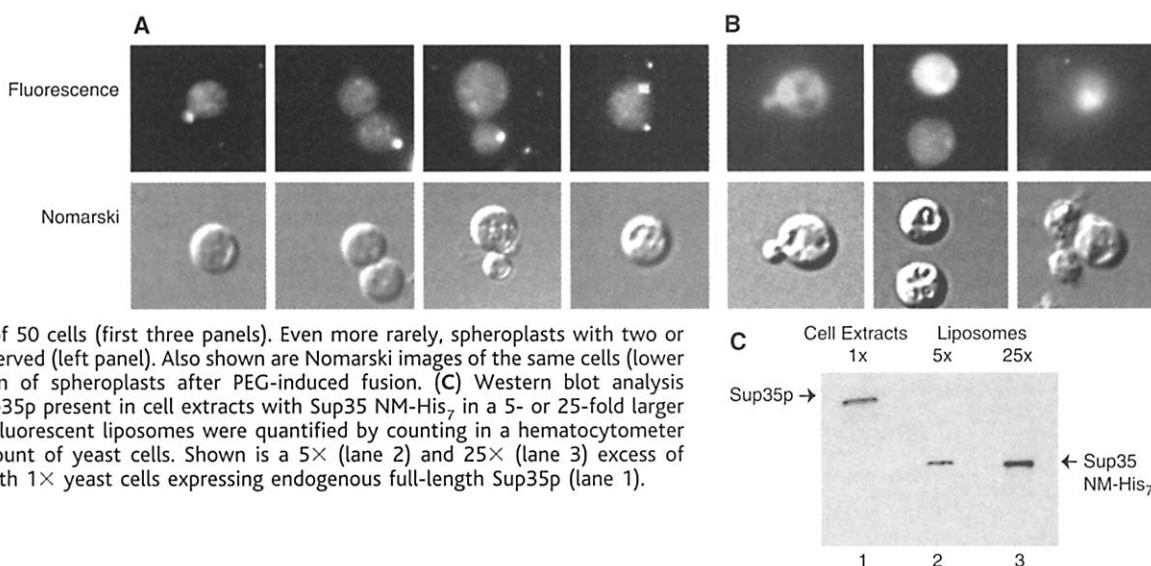 A
B
Fluorescence
Nomarski
of 50 cells (first three panels). Even more rarely, spheroplasts with two or
erved (left panel). Also shown are Nomarski images of the same cells (lower
n of spheroplasts after PEG-induced fusion. (C) Western blot analysis
p35p present in cell extracts with Sup35 NM-His₇ in a 5- or 25-fold larger
luorescent liposomes were quantified by counting in a hematocytometer
ount of yeast cells. Shown is a 5× (lane 2) and 25× (lane 3) excess of
th 1× yeast cells expressing endogenous full-length Sup35p (lane 1).
C
Cell Extracts Liposomes
1x 5x 25x
Sup35p →
← Sup35
NM-His₇
1 2 3